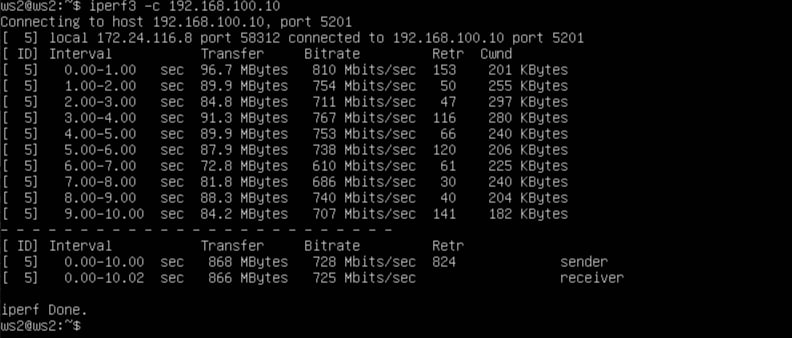 ws2@ws2:~$ iperf3 -c 192.168.100.10
Connecting to host 192.168.100.10, port 5201
[  5] local 172.24.116.8 port 58312 connected to 192.168.100.10 port 5201
[ ID] Interval           Transfer     Bitrate         Retr  Cwnd
[  5]   0.00-1.00   sec  96.7 MBytes   810 Mbits/sec  153    201 KBytes
[  5]   1.00-2.00   sec  89.9 MBytes   754 Mbits/sec   50    255 KBytes
[  5]   2.00-3.00   sec  84.8 MBytes   711 Mbits/sec   47    297 KBytes
[  5]   3.00-4.00   sec  91.3 MBytes   767 Mbits/sec  116    280 KBytes
[  5]   4.00-5.00   sec  89.9 MBytes   753 Mbits/sec   66    240 KBytes
[  5]   5.00-6.00   sec  87.9 MBytes   738 Mbits/sec  120    206 KBytes
[  5]   6.00-7.00   sec  72.8 MBytes   610 Mbits/sec   61    225 KBytes
[  5]   7.00-8.00   sec  81.8 MBytes   686 Mbits/sec   30    240 KBytes
[  5]   8.00-9.00   sec  88.3 MBytes   740 Mbits/sec   40    204 KBytes
[  5]   9.00-10.00  sec  84.2 MBytes   707 Mbits/sec  141    182 KBytes
- - - - - - - - - - - - - - - - - - - - - - - - -
[ ID] Interval           Transfer     Bitrate         Retr
[  5]   0.00-10.00  sec   868 MBytes   728 Mbits/sec  824             sender
[  5]   0.00-10.02  sec   866 MBytes   725 Mbits/sec                  receiver
iperf Done.
ws2@ws2:~$